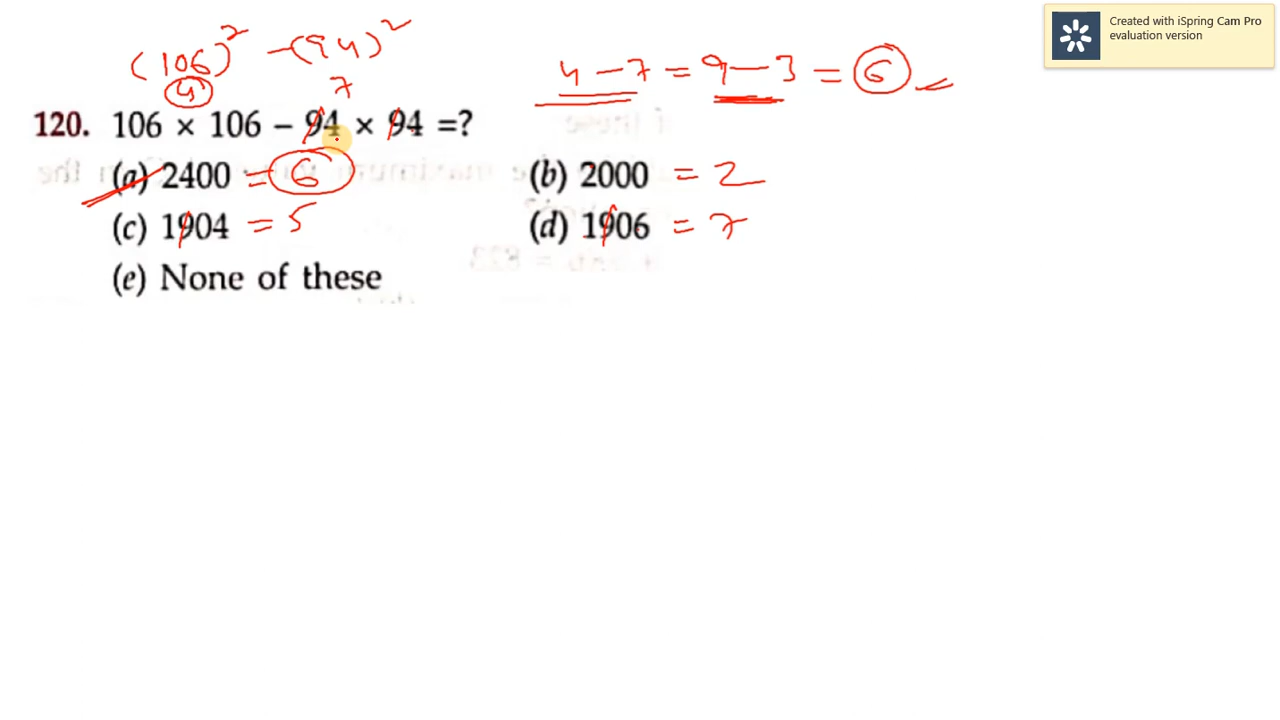 Created with iSpring Cam Pro
evaluation version
(106)² - (94)²
4 - 7 = 9 - 3 = 6
4
7
120. 106 × 106 – 94 × 94 =?
(a) 2400 = 6 (b) 2000 = 2
(c) 1904 = 5 (d) 1906 = 7
(e) None of these